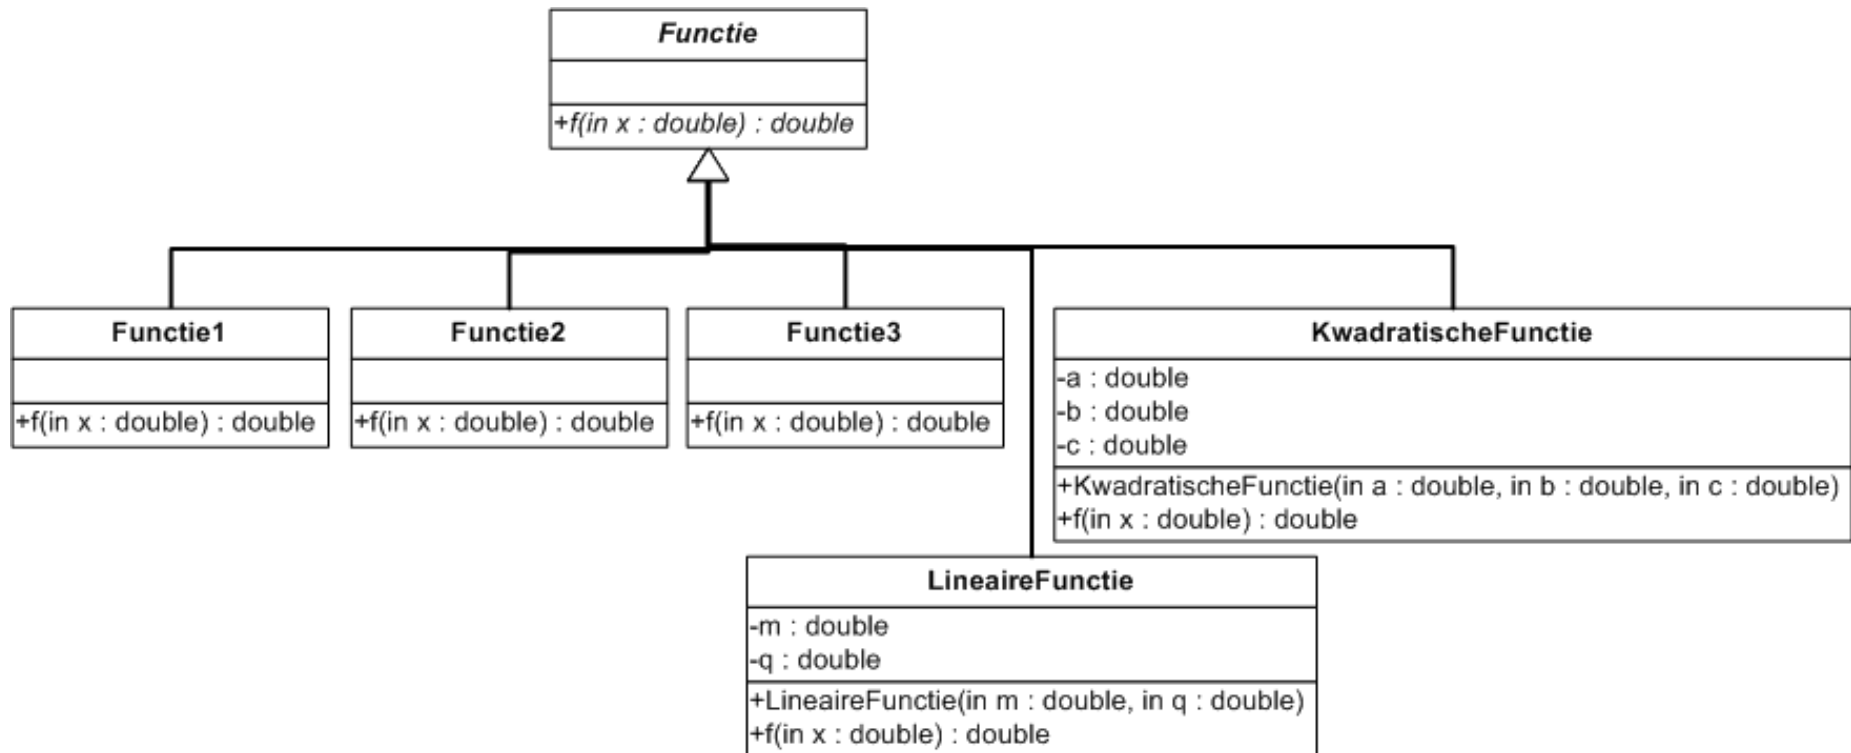 Functie
+f(in x : double) : double
Functie1
+f(in x : double) : double
Functie2
+f(in x : double) : double
Functie3
+f(in x : double) : double
KwadratischeFunctie
-a : double
-b : double
-c : double
+KwadratischeFunctie(in a : double, in b : double, in c : double)
+f(in x : double) : double
LineaireFunctie
-m : double
-q : double
+LineaireFunctie(in m : double, in q : double)
+f(in x : double) : double